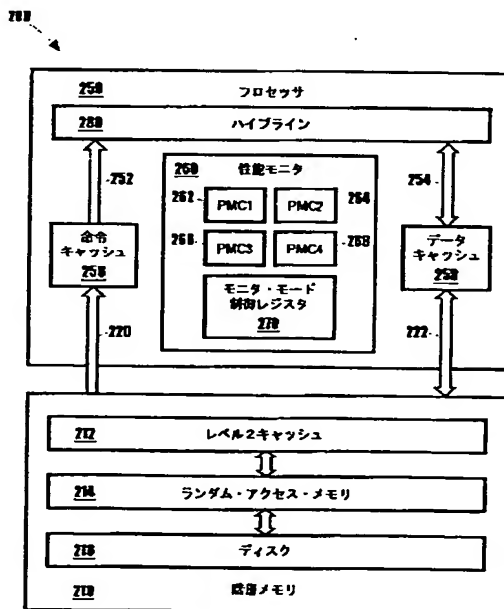 200
250 プロセッサ
280 パイプライン
252
260 性能モニタ
254
262 PMC1 PMC2 264
266 PMC3 PMC4 268
命令
キャッシュ
256
データ
キャッシュ
258
モニタ・モード
制御レジスタ
270
220
222
212 レベル2キャッシュ
214 ランダム・アクセス・メモリ
216 ディスク
210 階層メモリ